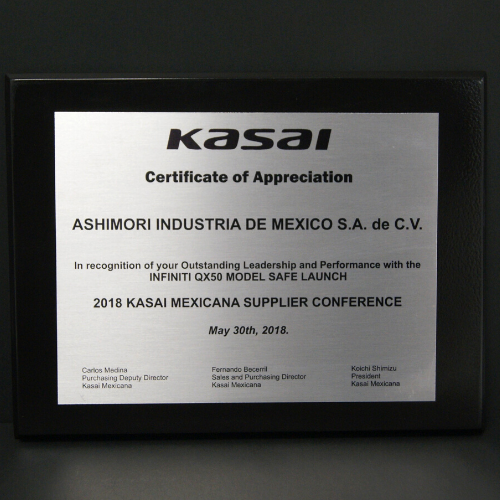 Kasai
Certificate of Appreciation
ASHIMORI INDUSTRIA DE MEXICO S.A. de C.V.
In recognition of your Outstanding Leadership and Performance with the
INFINITI QX50 MODEL SAFE LAUNCH
2018 KASAI MEXICANA SUPPLIER CONFERENCE
May 30th, 2018.
Carlos Medina
Purchasing Deputy Director
Kasai Mexicana
Fernando Becerril
Sales and Purchasing Director
Kasai Mexicana
Koichi Shimizu
President
Kasai Mexicana